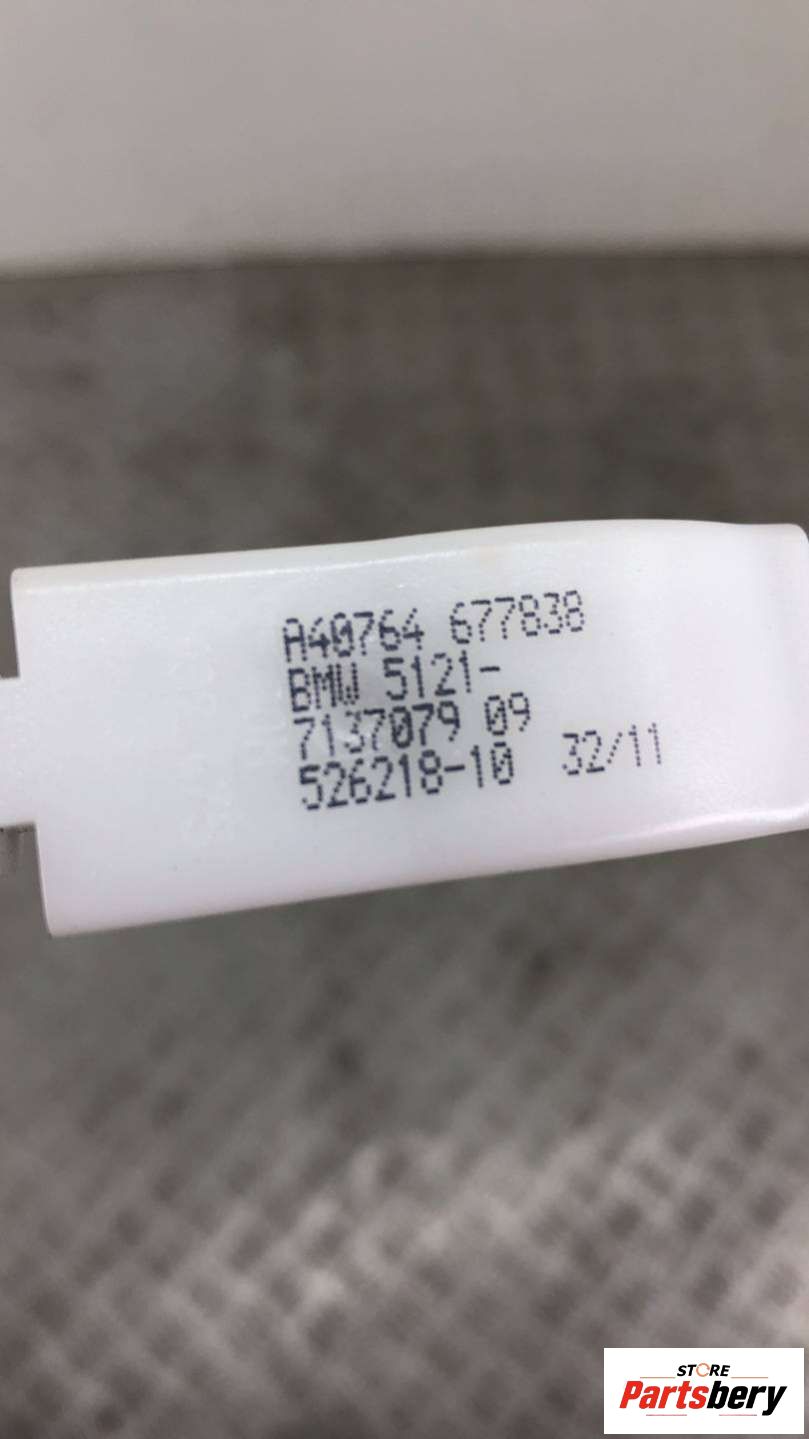 A40764 677838
BMW 5121-
7137079 09
526218-10 32/11
STORE
Partsbery